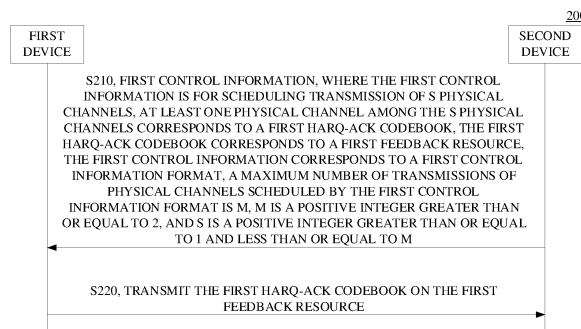 200
FIRST
DEVICE
SECOND
DEVICE
S210, FIRST CONTROL INFORMATION, WHERE THE FIRST CONTROL
INFORMATION IS FOR SCHEDULING TRANSMISSION OF S PHYSICAL
CHANNELS, AT LEAST ONE PHYSICAL CHANNEL AMONG THE S PHYSICAL
CHANNELS CORRESPONDS TO A FIRST HARQ-ACK CODEBOOK, THE FIRST
HARQ-ACK CODEBOOK CORRESPONDS TO A FIRST FEEDBACK RESOURCE,
THE FIRST CONTROL INFORMATION CORRESPONDS TO A FIRST CONTROL
INFORMATION FORMAT, A MAXIMUM NUMBER OF TRANSMISSIONS OF
PHYSICAL CHANNELS SCHEDULED BY THE FIRST CONTROL
INFORMATION FORMAT IS M, M IS A POSITIVE INTEGER GREATER THAN
OR EQUAL TO 2, AND S IS A POSITIVE INTEGER GREATER THAN OR EQUAL
TO 1 AND LESS THAN OR EQUAL TO M
S220, TRANSMIT THE FIRST HARQ-ACK CODEBOOK ON THE FIRST
FEEDBACK RESOURCE